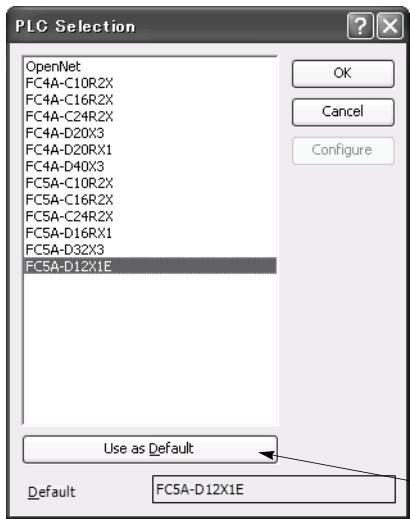 PLC Selection
OpenNet
FC4A-C10R2X
FC4A-C16R2X
FC4A-C24R2X
FC4A-D20X3
FC4A-D20RX1
FC4A-D40X3
FC5A-C10R2X
FC5A-C16R2X
FC5A-C24R2X
FC5A-D16RX1
FC5A-D32X3
FC5A-D12X1E
OK
Cancel
Configure
Use as Default
Default FC5A-D12X1E